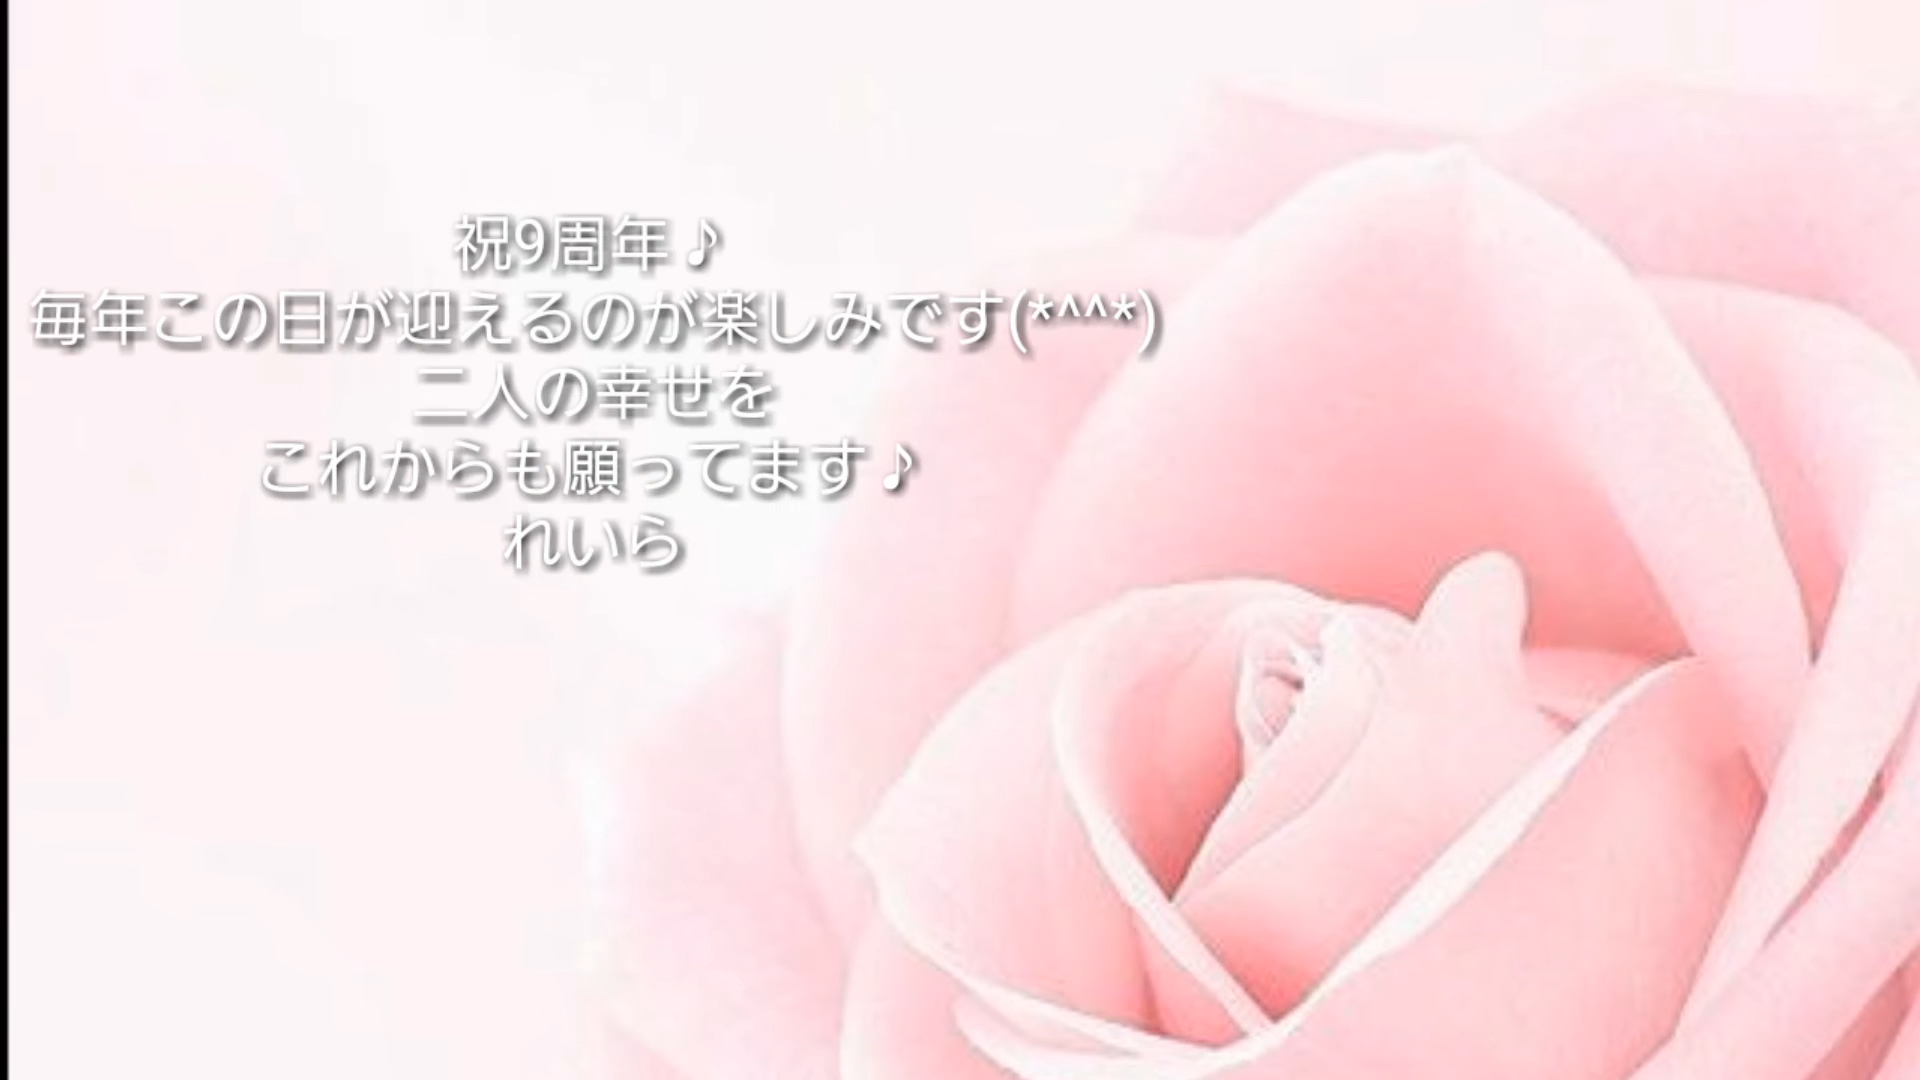 祝9周年♪
毎年この日が迎えるのが楽しみです(*^^*)
二人の幸せを
これからも願ってます♪
れいら